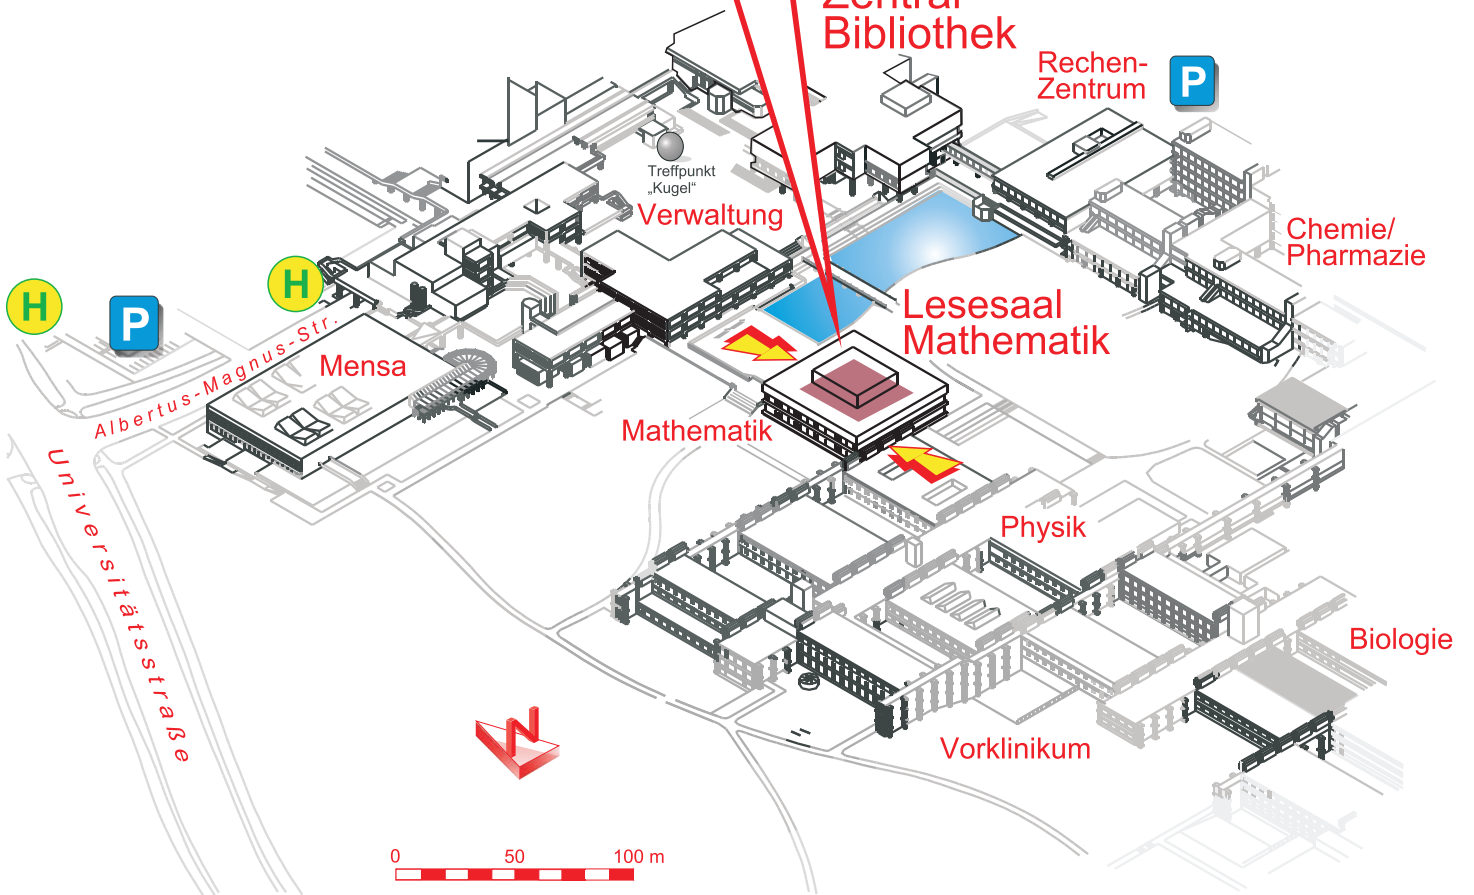 Zentral
Bibliothek
Rechen-
Zentrum
P
Treffpunkt
„Kugel“
Verwaltung
Chemie/
Pharmazie
H
H
P
Lesesaal
Mathematik
Albertus-Magnus-Str.
Mensa
Mathematik
Universitätsstraße
Physik
Biologie
Vorklinikum
N
0 50 100 m